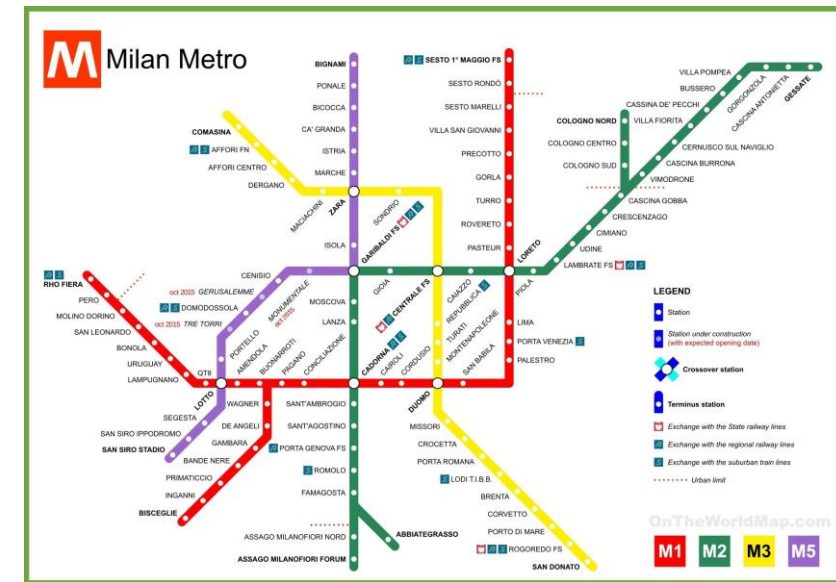 M Milan Metro
BIGNAMI
PONALE
BICOCCA
CA' GRANDA
ISTRIA
MARCHE
ZARA
ISOLA
GARIBALDI FS
COMASINA
AFFORI FN
AFFORI CENTRO
DERGANO
MACIACHINI
SONDRIO
SESTO 1° MAGGIO FS
SESTO RONDÒ
SESTO MARELLI
VILLA SAN GIOVANNI
PRECOTTO
GORLA
TURRO
ROVERETO
PASTEUR
LORETO
COLOGNO NORD
COLOGNO CENTRO
COLOGNO SUD
VILLA POMPEA
BUSSERO
CASSINA DE' PECCHI
VILLA FIORITA
GORGONZOLA
CASCINA ANTONIETTA
GESSATE
CERNUSCO SUL NAVIGLIO
CASCINA BURRONA
VIMODRONE
CASCINA GOBBA
CRESCENZAGO
CIMIANO
UDINE
LAMBRATE FS
PIOLA
RHO FIERA
PERO
MOLINO DORINO
SAN LEONARDO
BONOLA
URUGUAY
LAMPUGNANO
QT8
LOTTO
CENISIO
oct 2015 GERUSALEMME
DOMODOSSOLA
oct 2015 TRE TORRI
MONUMENTALE
oct 2015
PORTELLO
AMENDOLA
BUONARROTI
PAGANO
CONCILIAZIONE
MOSCOVA
LANZA
CADORNA
CAIROLI
CORDUSIO
DUOMO
GIOIA
CENTRALE FS
CAIAZZO
REPUBBLICA
TURATI
MONTENAPOLEONE
SAN BABILA
LIMA
PORTA VENEZIA
PALESTRO
WAGNER
DE ANGELI
GAMBARA
BANDE NERE
PRIMATICCIO
INGANNI
BISCEGLIE
SEGESTA
SAN SIRO IPPODROMO
SAN SIRO STADIO
SANT'AMBROGIO
SANT'AGOSTINO
PORTA GENOVA FS
ROMOLO
FAMAGOSTA
ABBIATEGRASSO
ASSAGO MILANOFIORI NORD
ASSAGO MILANOFIORI FORUM
MISSORI
CROCETTA
PORTA ROMANA
LODI T.I.B.B.
BRENTA
CORVETTO
PORTO DI MARE
ROGOREDO FS
SAN DONATO
LEGEND
Station
Station under construction
(with expected opening date)
Crossover station
Terminus station
Exchange with the State railway lines
Exchange with the regional railway lines
Exchange with the suburban train lines
Urban limit
OnTheWorldMap.com
M1 M2 M3 M5